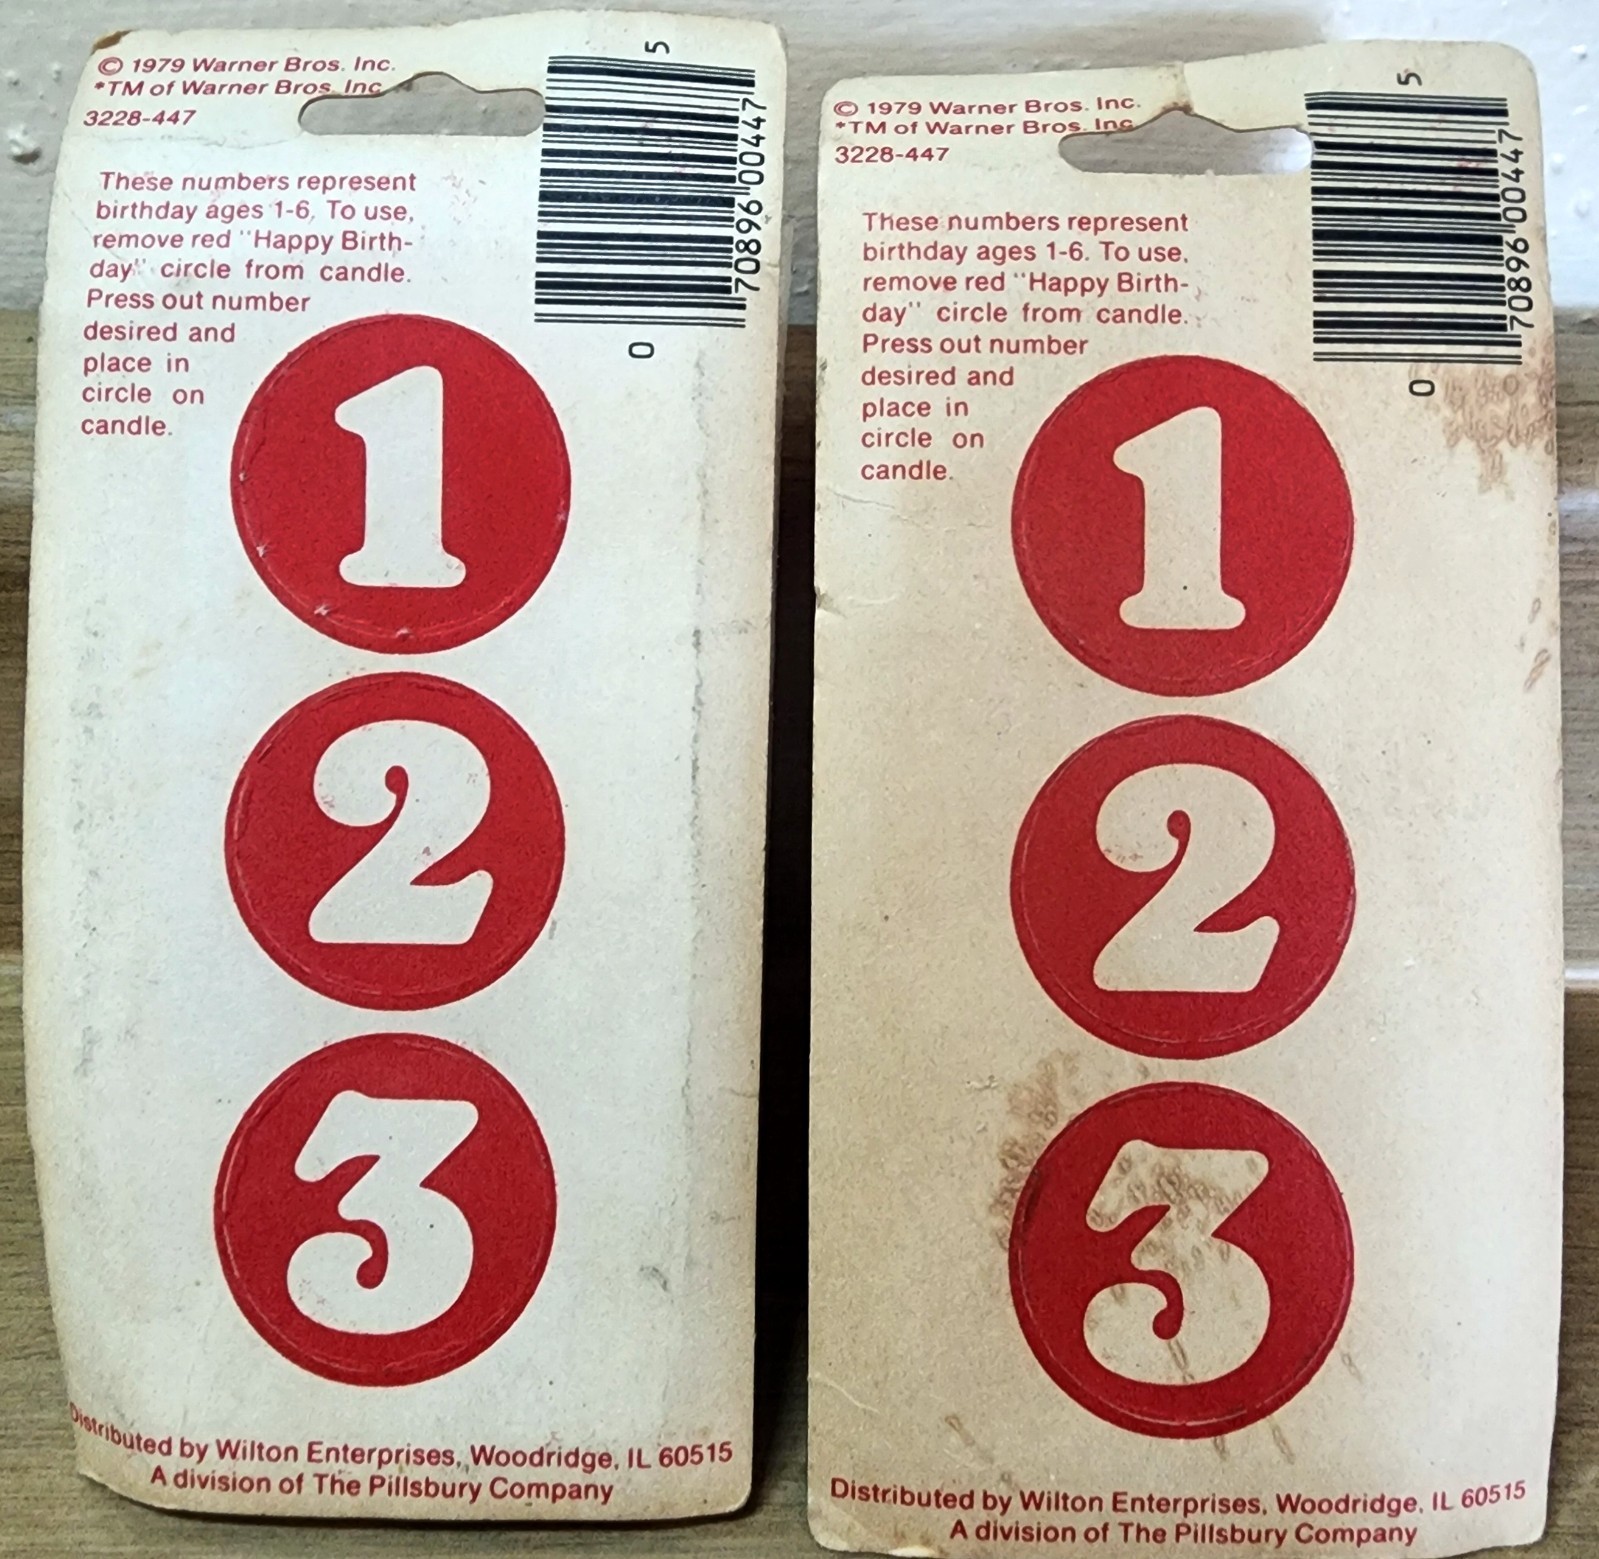 © 1979 Warner Bros. Inc.
*TM of Warner Bros. Inc.
3228-447
These numbers represent
birthday ages 1-6. To use,
remove red "Happy Birth-
day" circle from candle.
Press out number
desired and
place in
circle on
candle.
0 70896 00447 5
1
2
3
Distributed by Wilton Enterprises, Woodridge, IL 60515
A division of The Pillsbury Company
© 1979 Warner Bros. Inc.
*TM of Warner Bros. Inc.
3228-447
These numbers represent
birthday ages 1-6. To use,
remove red "Happy Birth-
day" circle from candle.
Press out number
desired and
place in
circle on
candle.
0 70896 00447 5
1
2
3
Distributed by Wilton Enterprises, Woodridge, IL 60515
A division of The Pillsbury Company